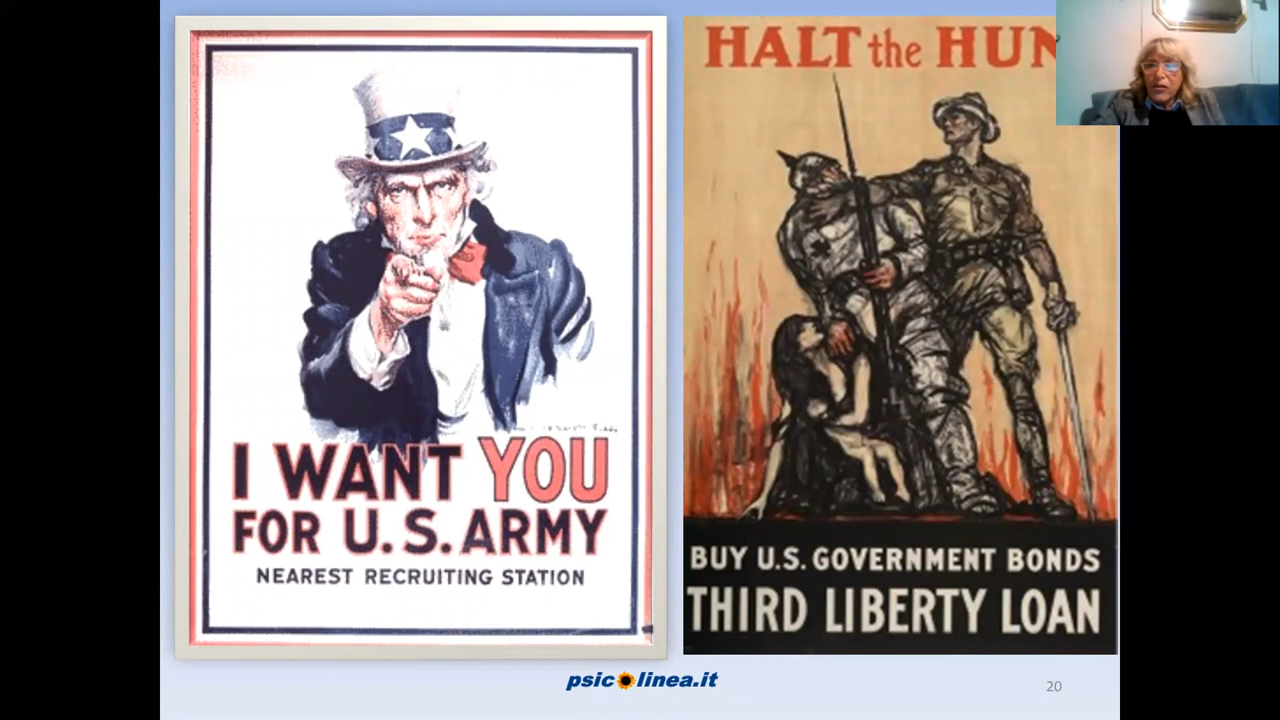 I WANT YOU
FOR U.S. ARMY
NEAREST RECRUITING STATION
HALT the HUN
BUY U.S. GOVERNMENT BONDS
THIRD LIBERTY LOAN
psicolinea.it
20